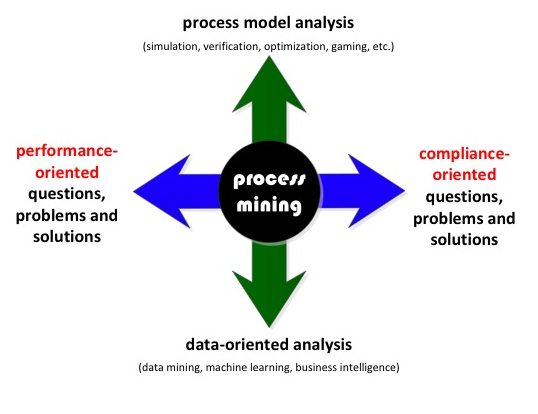 process model analysis
(simulation, verification, optimization, gaming, etc.)
performance-
oriented
questions,
problems and
solutions
process
mining
compliance-
oriented
questions,
problems and
solutions
data-oriented analysis
(data mining, machine learning, business intelligence)